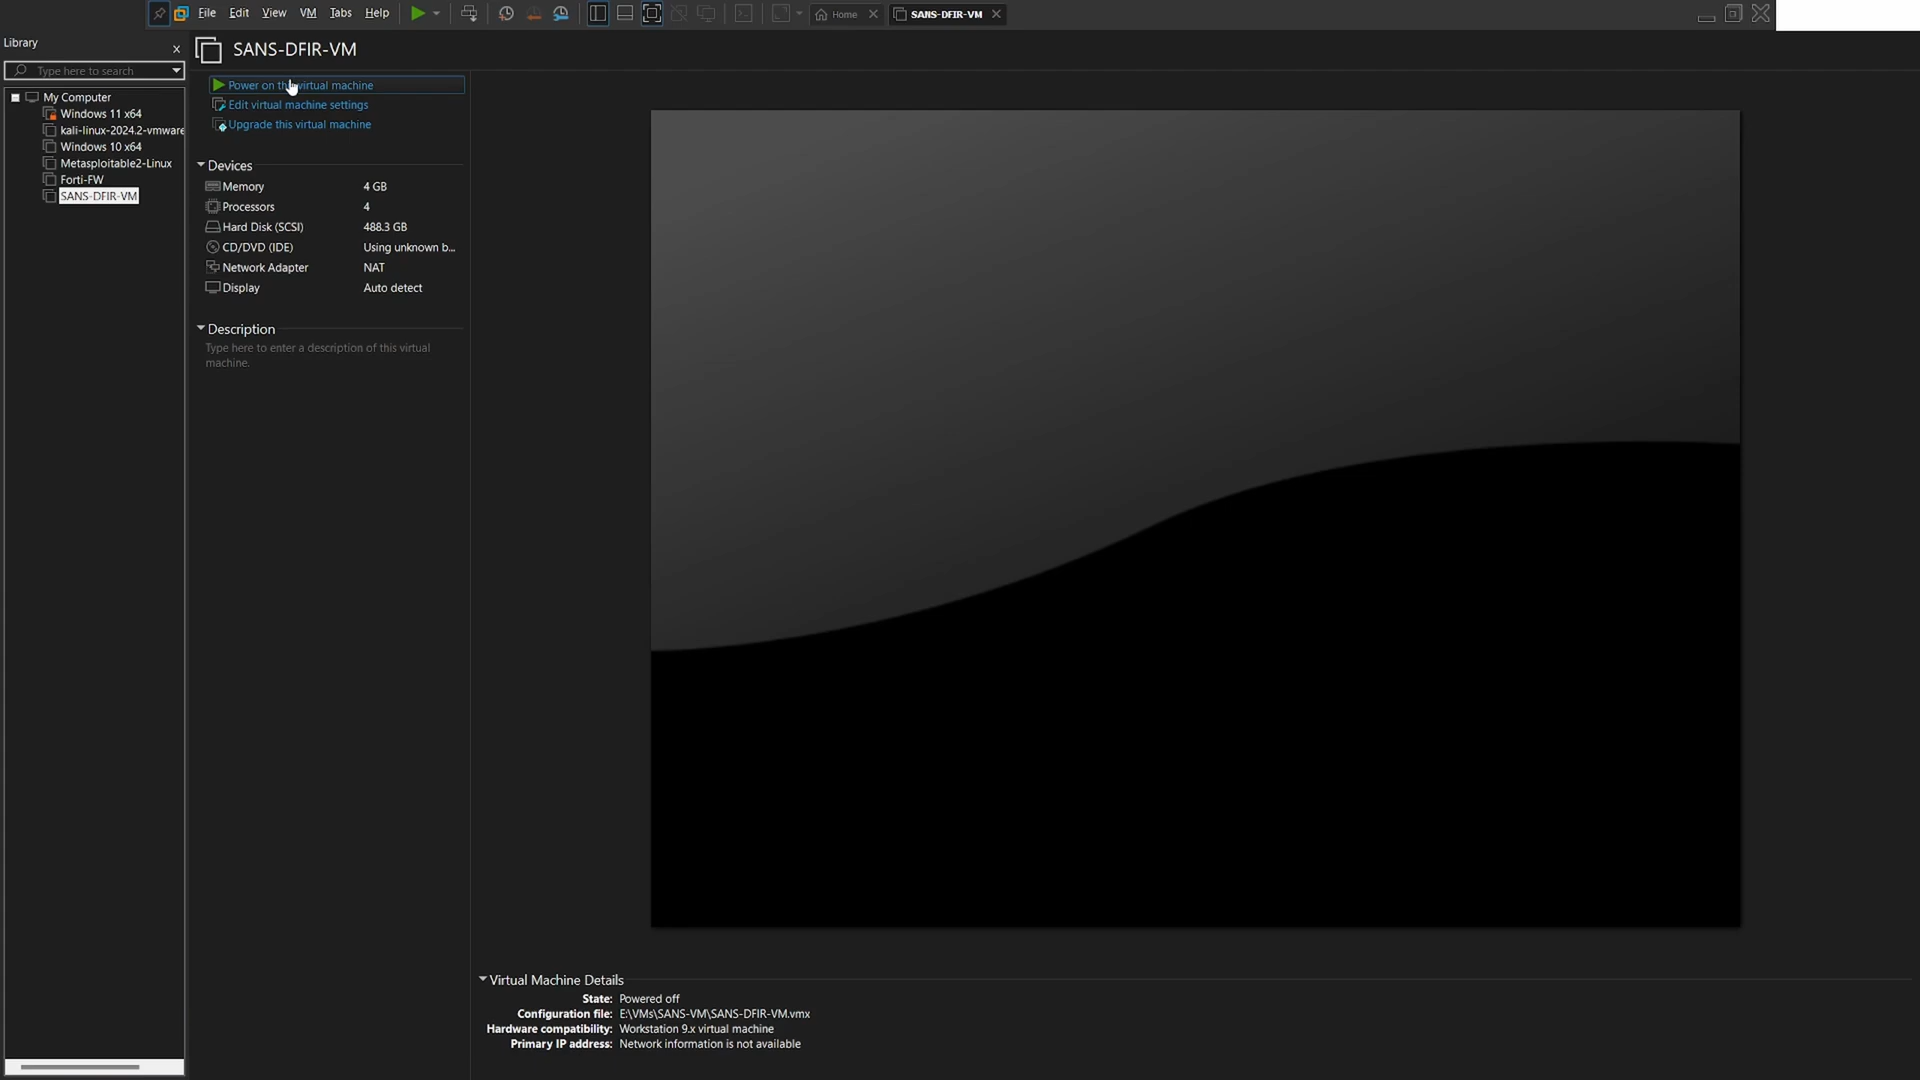 File Edit View VM Tabs Help
Home
SANS-DFIR-VM
Library
Type here to search
My Computer
Windows 11 x64
kali-linux-2024.2-vmware
Windows 10 x64
Metasploitable2-Linux
Forti-FW
SANS-DFIR-VM
SANS-DFIR-VM
Power on this virtual machine
Edit virtual machine settings
Upgrade this virtual machine
Devices
Memory 4 GB
Processors 4
Hard Disk (SCSI) 488.3 GB
CD/DVD (IDE) Using unknown b...
Network Adapter NAT
Display Auto detect
Description
Type here to enter a description of this virtual
machine.
Virtual Machine Details
State: Powered off
Configuration file: E:\VMs\SANS-VM\SANS-DFIR-VM.vmx
Hardware compatibility: Workstation 9.x virtual machine
Primary IP address: Network information is not available